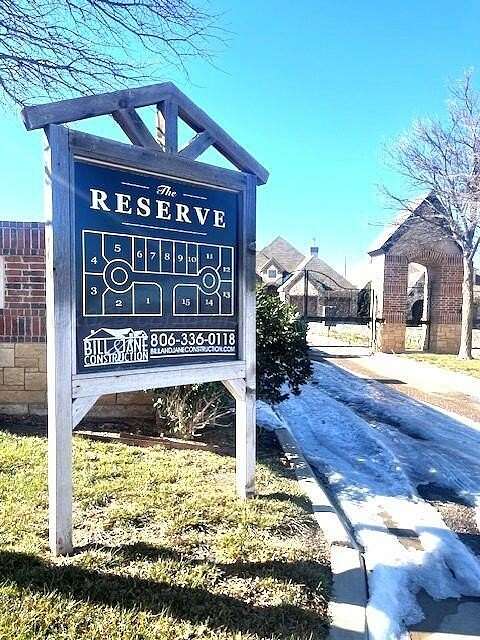 The
RESERVE
5 6 7 8 9 10 11
4 12
3 13
2 1 15 14
BILL & JANE
CONSTRUCTION
806-336-0118
BILLANDJANECONSTRUCTION.COM